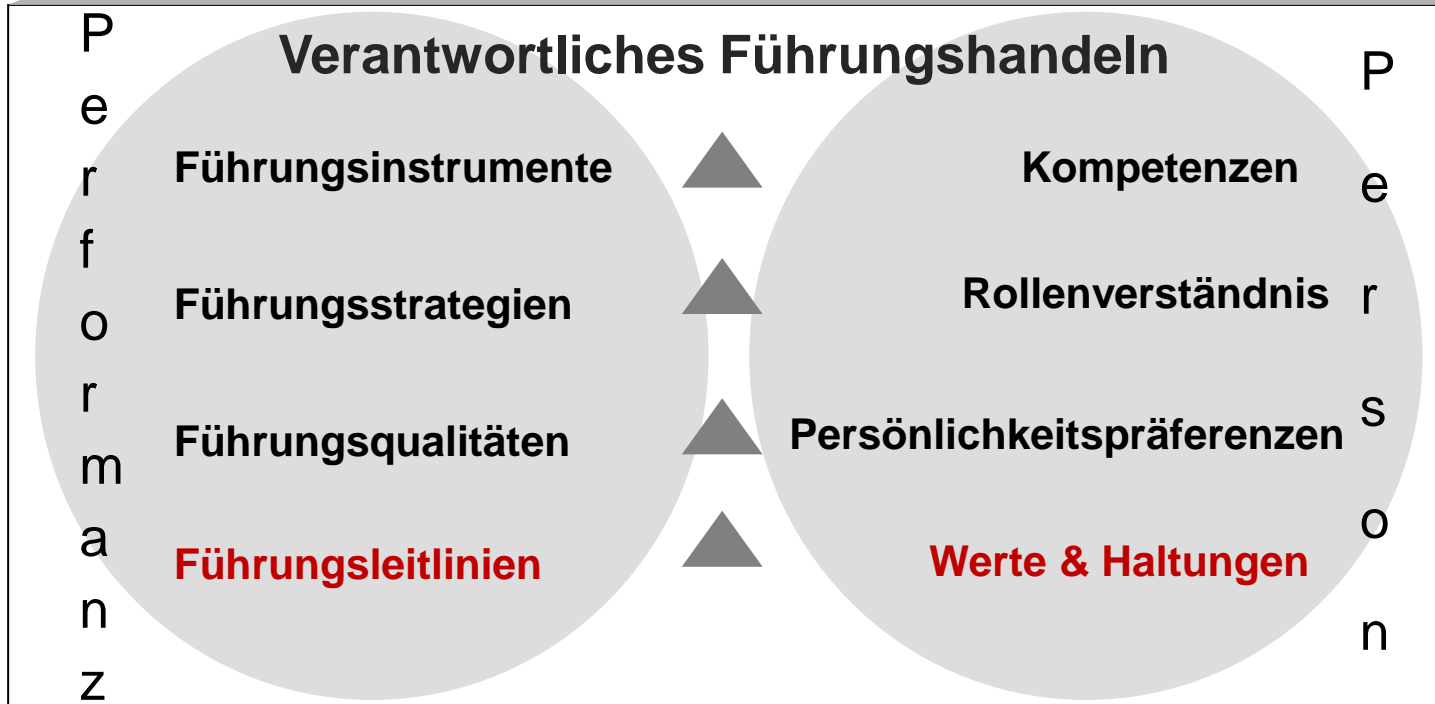 Verantwortliches Führungshandeln
Performanz
Führungsinstrumente
Führungsstrategien
Führungsqualitäten
Führungsleitlinien
Kompetenzen
Rollenverständnis
Persönlichkeitspräferenzen
Werte & Haltungen
Person